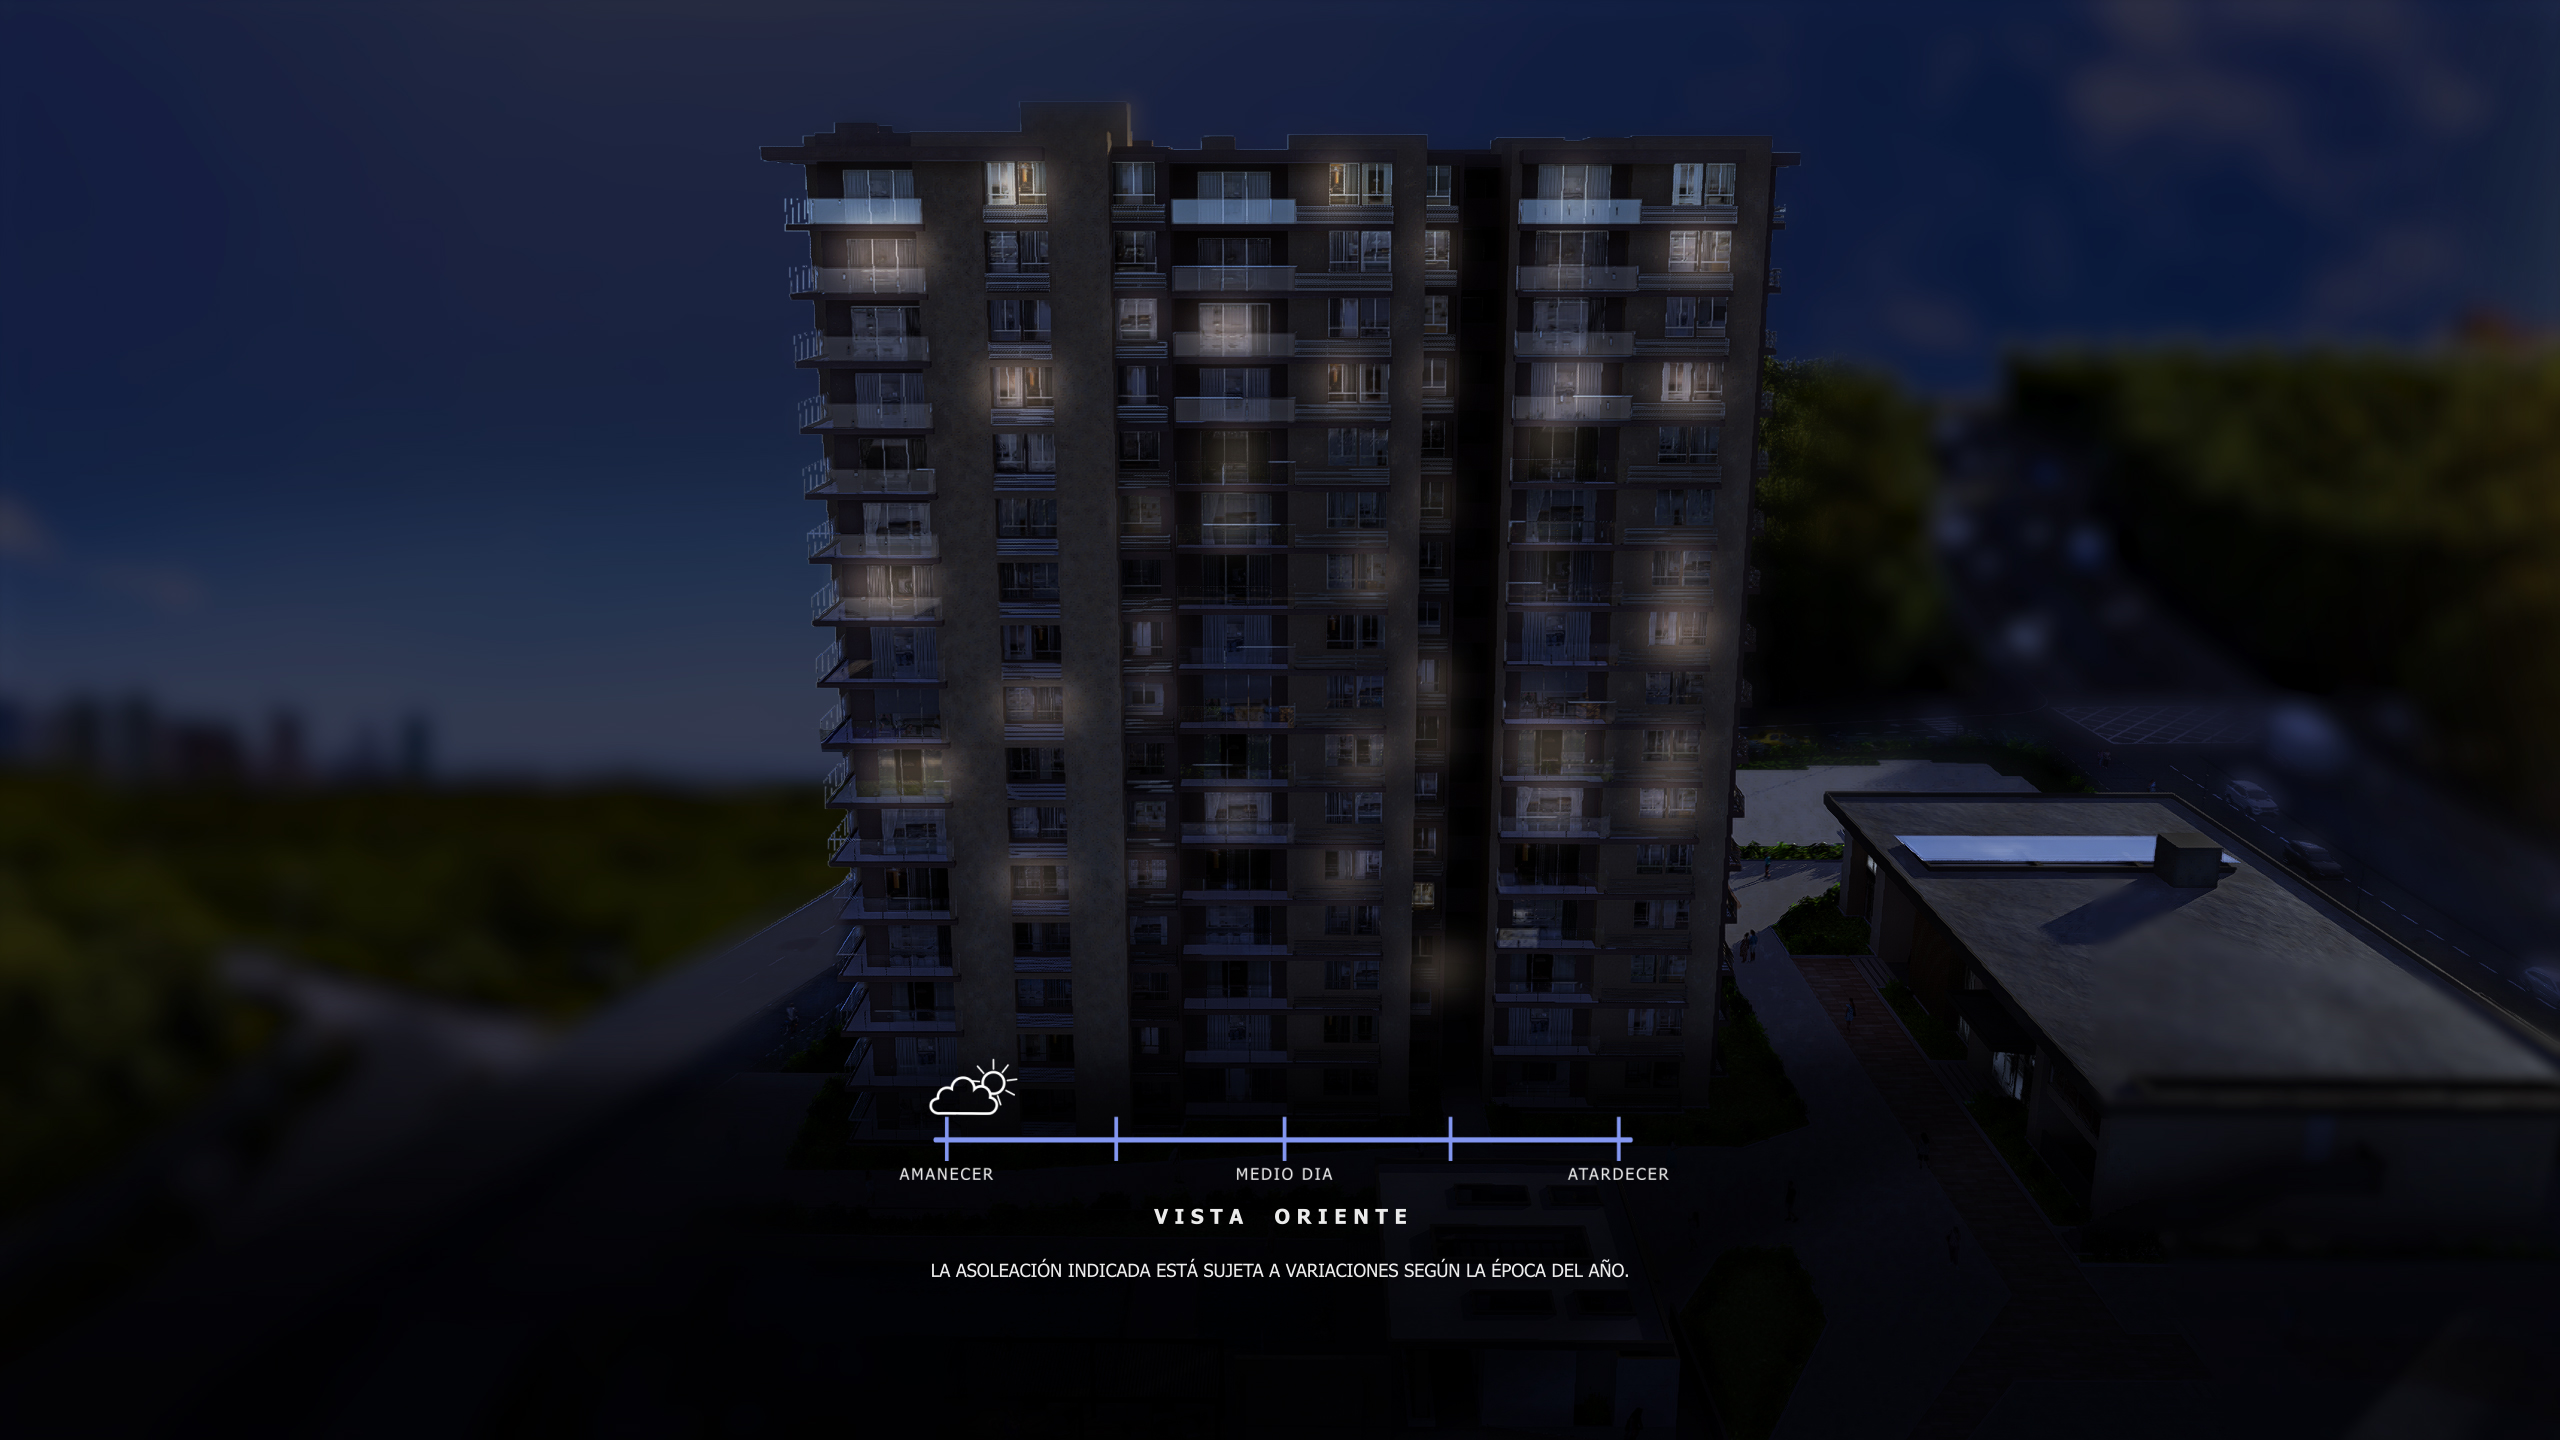 AMANECER MEDIO DIA ATARDECER
VISTA ORIENTE
LA ASOLEACIÓN INDICADA ESTÁ SUJETA A VARIACIONES SEGÚN LA ÉPOCA DEL AÑO.